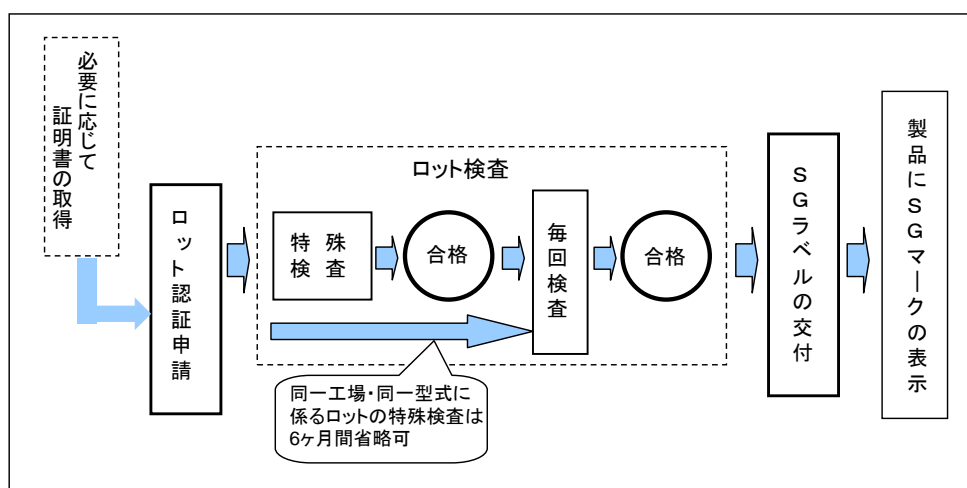 必要に応じて
証明書の取得
ロット認証申請
ロット検査
特殊
検査
合格
毎回検査
合格
同一工場・同一型式に
係るロットの特殊検査は
6ヶ月間省略可
SGラベルの交付
製品にSGマークの表示